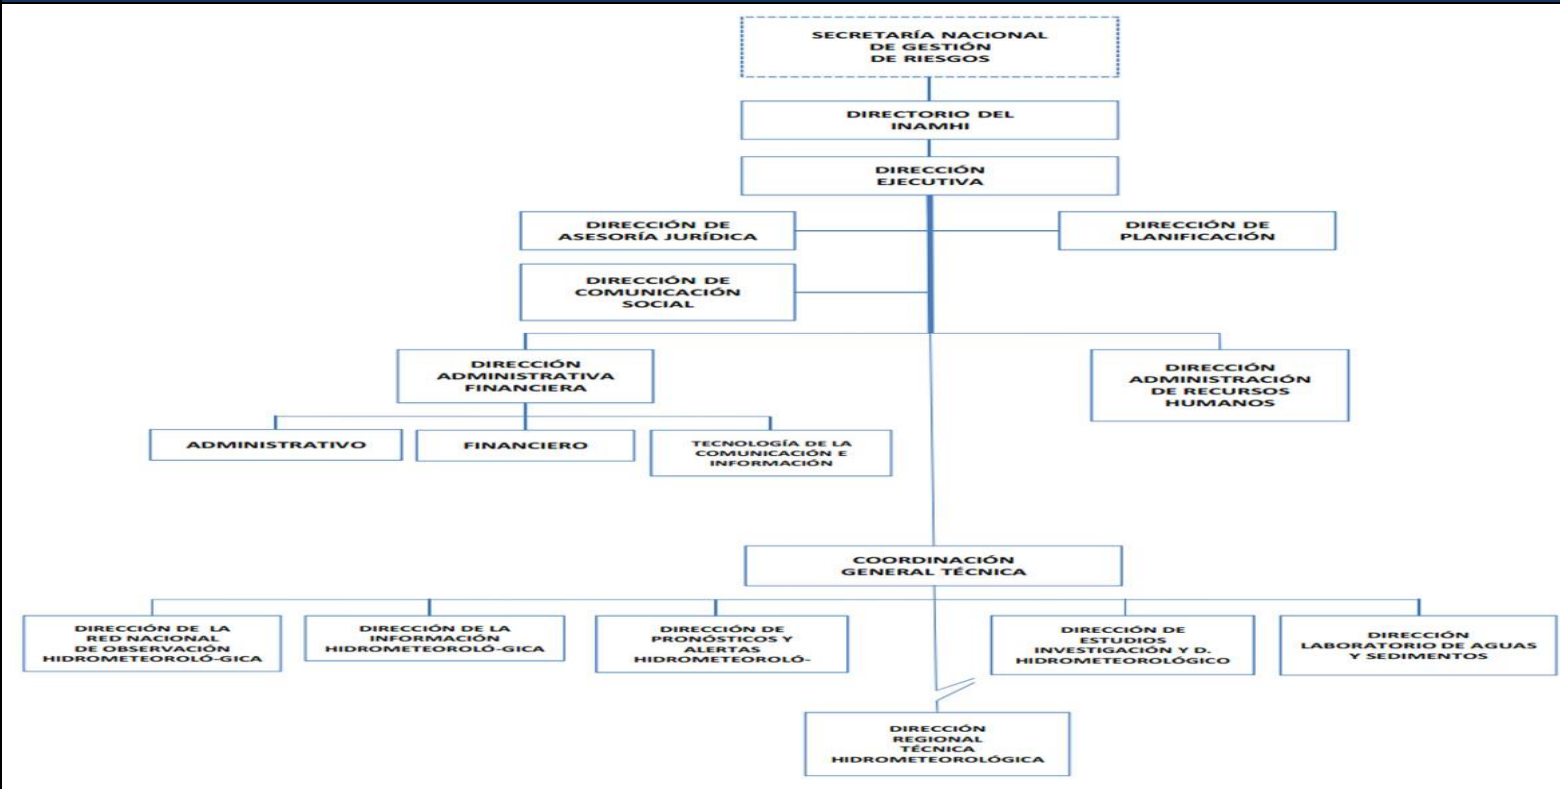 SECRETARÍA NACIONAL
DE GESTIÓN
DE RIESGOS
DIRECTORIO DEL
INAMHI
DIRECCIÓN
EJECUTIVA
DIRECCIÓN DE
ASESORÍA JURÍDICA
DIRECCIÓN DE
PLANIFICACIÓN
DIRECCIÓN DE
COMUNICACIÓN
SOCIAL
DIRECCIÓN
ADMINISTRATIVA
FINANCIERA
DIRECCIÓN
ADMINISTRACIÓN
DE RECURSOS
HUMANOS
ADMINISTRATIVO
FINANCIERO
TECNOLOGÍA DE LA
COMUNICACIÓN E
INFORMACIÓN
COORDINACIÓN
GENERAL TÉCNICA
DIRECCIÓN DE LA
RED NACIONAL
DE OBSERVACIÓN
HIDROMETEOROLÓ-GICA
DIRECCIÓN DE LA
INFORMACIÓN
HIDROMETEOROLÓ-GICA
DIRECCIÓN DE
PRONÓSTICOS Y
ALERTAS
HIDROMETEOROLÓ-
DIRECCIÓN DE
ESTUDIOS
INVESTIGACIÓN Y D.
HIDROMETEOROLÓGICO
DIRECCIÓN
LABORATORIO DE AGUAS
Y SEDIMENTOS
DIRECCIÓN
REGIONAL
TÉCNICA
HIDROMETEOROLÓGICA